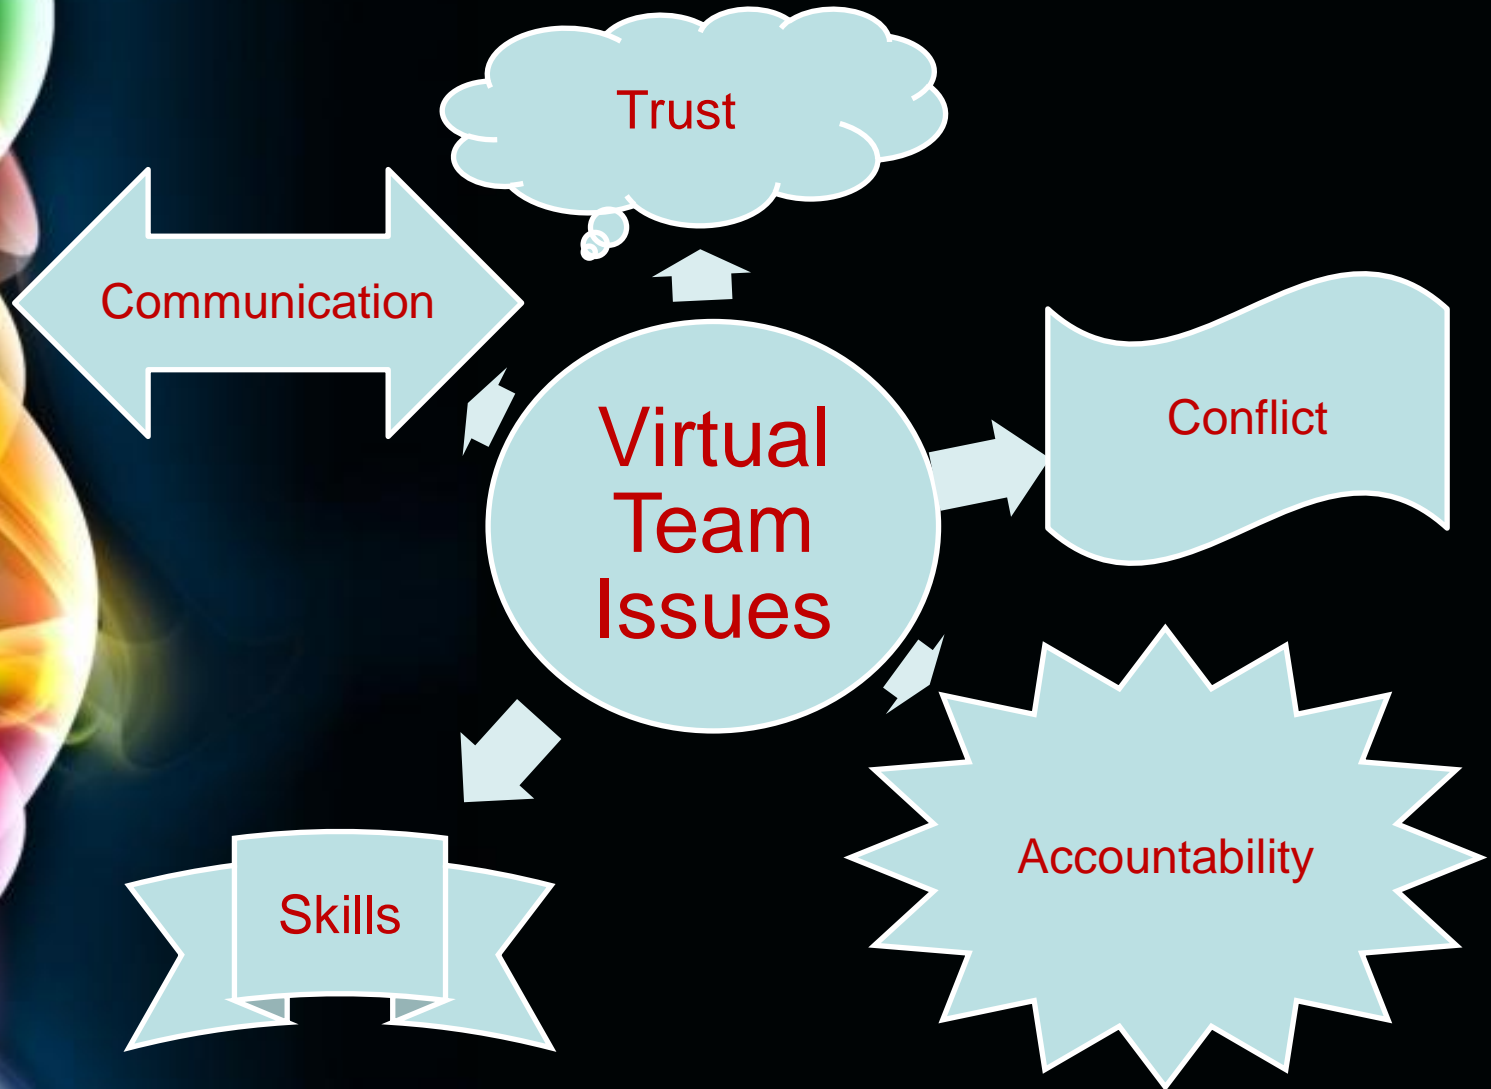 Trust
Communication
Conflict
Virtual
Team
Issues
Accountability
Skills